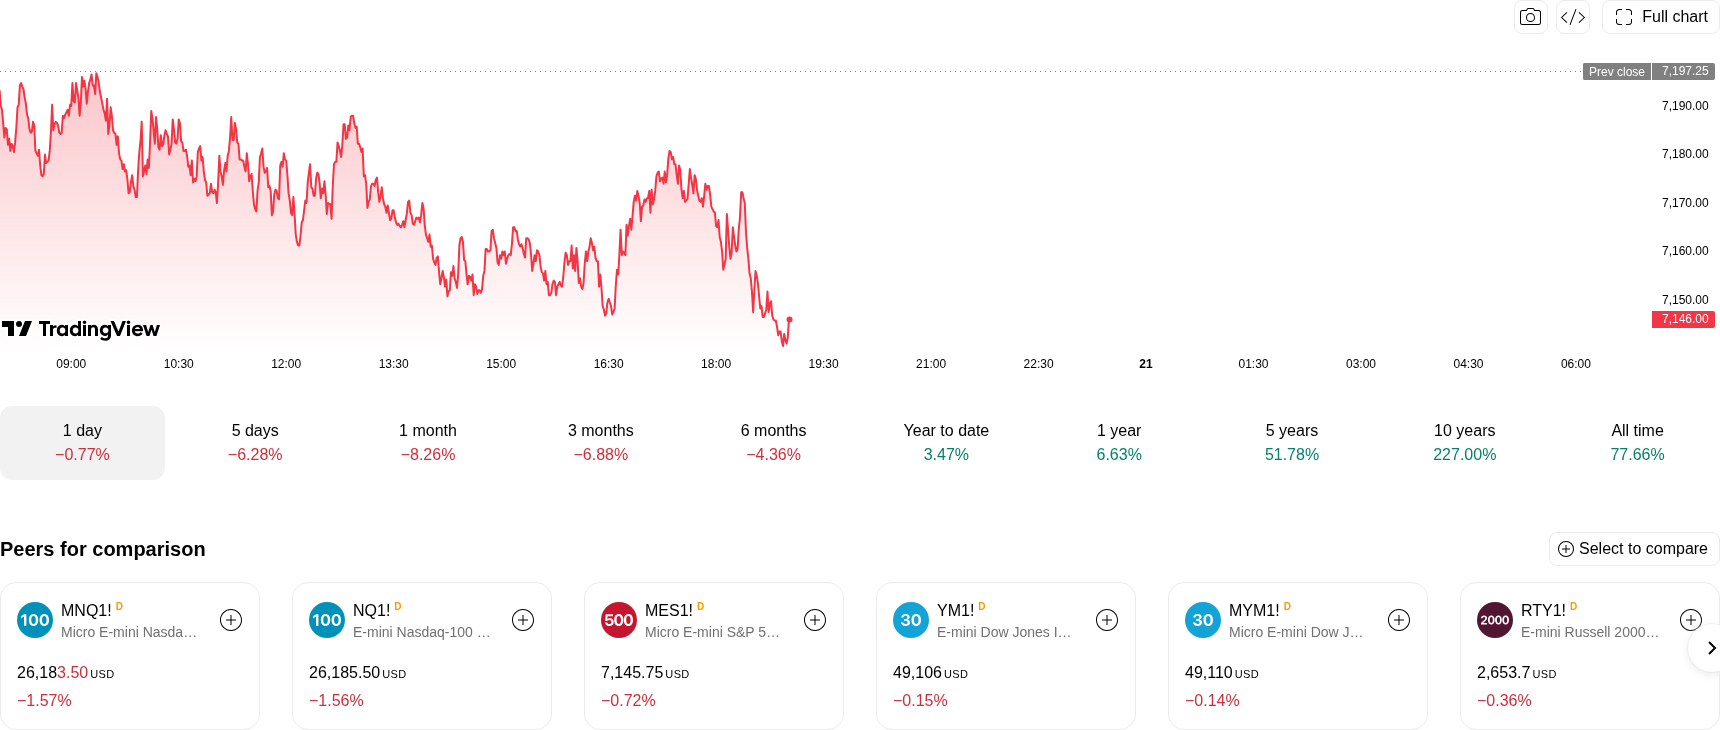 Full chart
Prev close 7,197.25
7,190.00
7,180.00
7,170.00
7,160.00
7,150.00
7,146.00
TradingView
09:00 10:30 12:00 13:30 15:00 16:30 18:00 19:30 21:00 22:30 21 01:30 03:00 04:30 06:00
1 day 5 days 1 month 3 months 6 months Year to date 1 year 5 years 10 years All time
−0.77% −6.28% −8.26% −6.88% −4.36% 3.47% 6.63% 51.78% 227.00% 77.66%
Peers for comparison
Select to compare
100 MNQ1! D
Micro E-mini Nasda…
26,183.50 USD
−1.57%
100 NQ1! D
E-mini Nasdaq-100 …
26,185.50 USD
−1.56%
500 MES1! D
Micro E-mini S&P 5…
7,145.75 USD
−0.72%
30 YM1! D
E-mini Dow Jones I…
49,106 USD
−0.15%
30 MYM1! D
Micro E-mini Dow J…
49,110 USD
−0.14%
2000 RTY1! D
E-mini Russell 2000…
2,653.7 USD
−0.36%